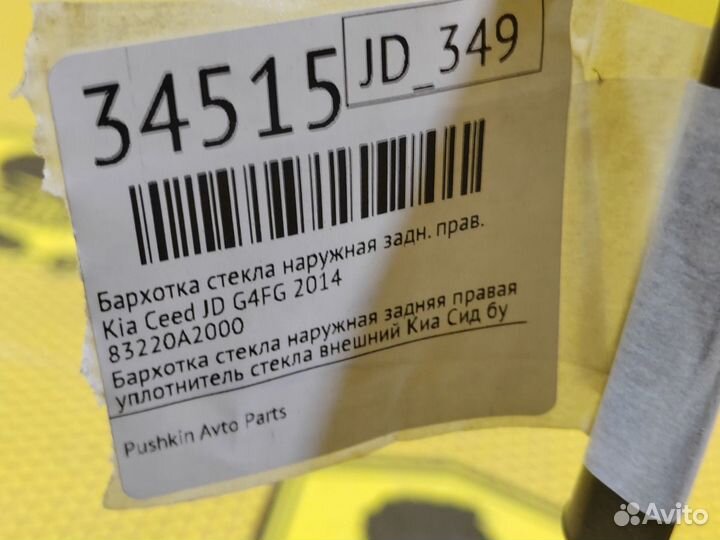 34515
JD_349
Бархотка стекла наружная задн. прав.
Kia Ceed JD G4FG 2014
83220A2000
Бархотка стекла наружная задняя правая
уплотнитель стекла внешний Киа Сид бу
Pushkin Avto Parts
Avito